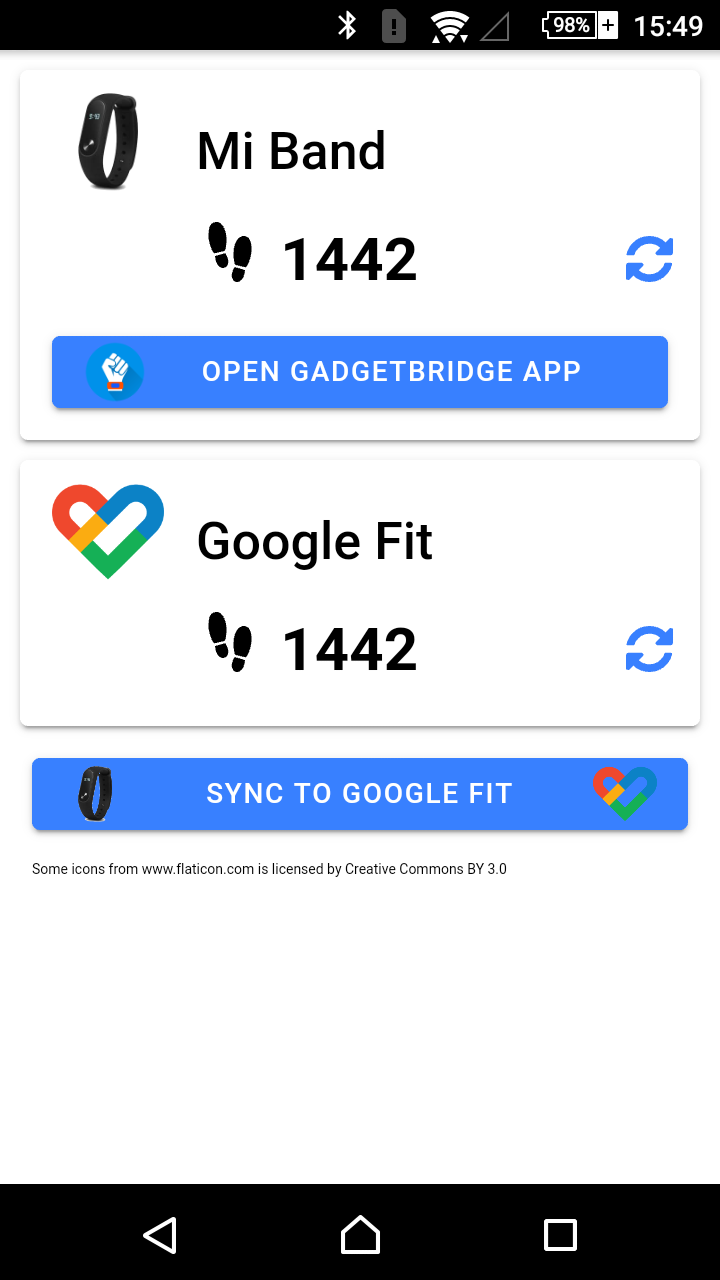 98% 15:49
Mi Band
1442
OPEN GADGETBRIDGE APP
Google Fit
1442
SYNC TO GOOGLE FIT
Some icons from www.flaticon.com is licensed by Creative Commons BY 3.0